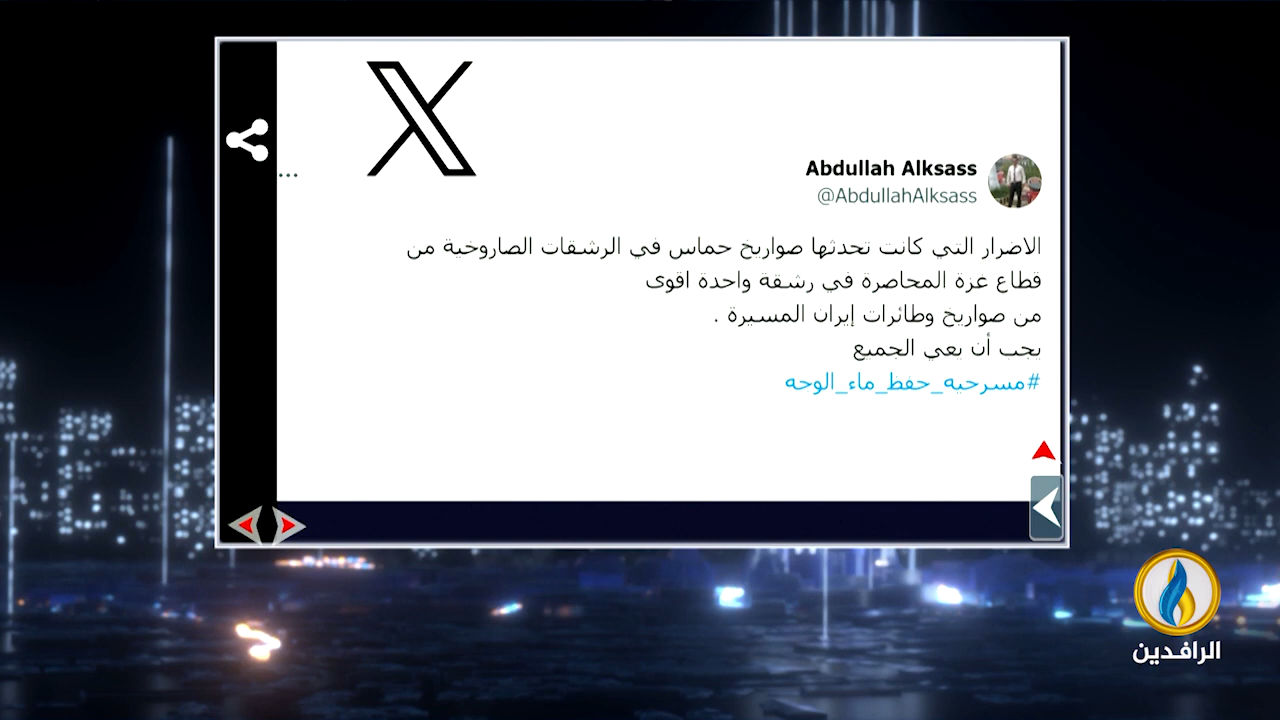 Abdullah Alksass
@AbdullahAlksass
...
الاضرار التي كانت تحدثها صواريخ حماس في الرشقات الصاروخية من
قطاع غزة المحاصرة في رشقة واحدة اقوى
من صواريخ وطائرات إيران المسيرة .
يجب أن يعي الجميع
#مسرحيه_حفظ_ماء_الوجه
الرافدين